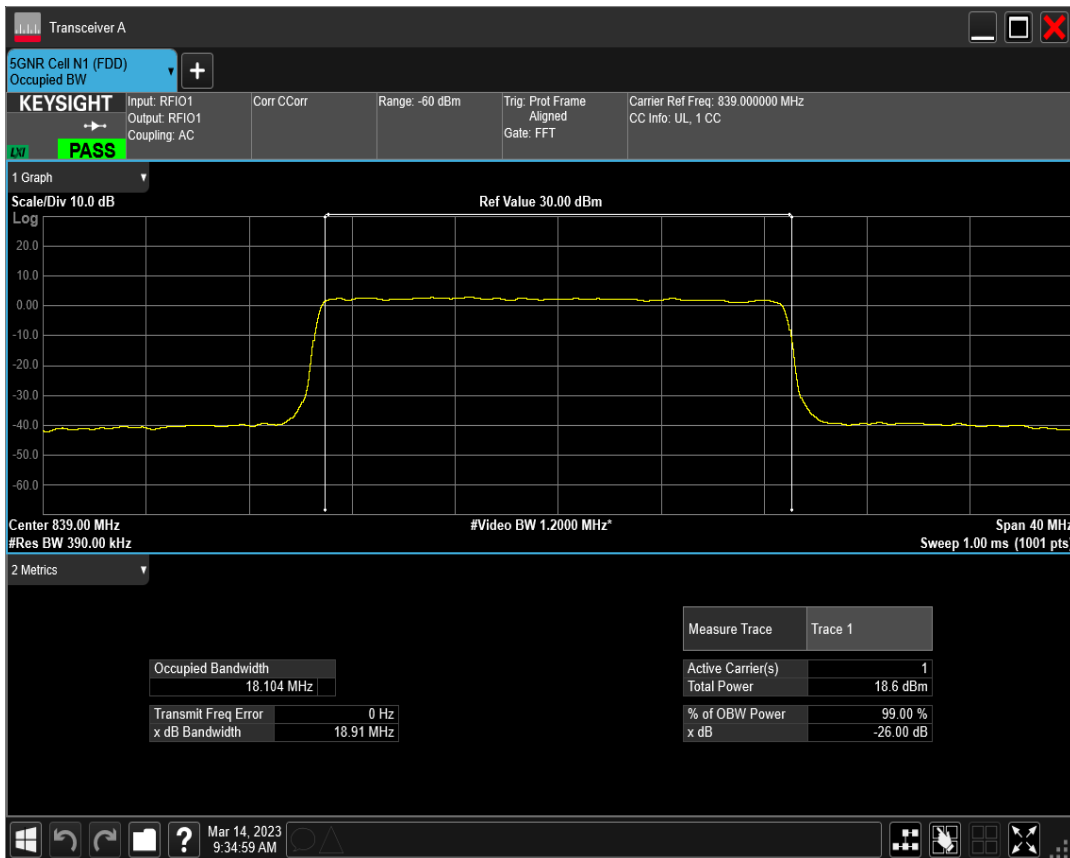 Transceiver A
5GNR Cell N1 (FDD)
Occupied BW
KEYSIGHT
LXI
PASS
Input: RFIO1
Output: RFIO1
Coupling: AC
Corr CCorr
Range: -60 dBm
Trig: Prot Frame
Aligned
Gate: FFT
Carrier Ref Freq: 839.000000 MHz
CC Info: UL, 1 CC
1 Graph
Scale/Div 10.0 dB
Ref Value 30.00 dBm
Log
20.0
10.0
0.00
-10.0
-20.0
-30.0
-40.0
-50.0
-60.0
Center 839.00 MHz
#Video BW 1.2000 MHz*
Span 40 MHz
#Res BW 390.00 kHz
Sweep 1.00 ms (1001 pts)
2 Metrics
Measure Trace Trace 1
Occupied Bandwidth
18.104 MHz
Active Carrier(s) 1
Total Power 18.6 dBm
Transmit Freq Error 0 Hz
x dB Bandwidth 18.91 MHz
% of OBW Power 99.00 %
x dB -26.00 dB
?
Mar 14, 2023
9:34:59 AM